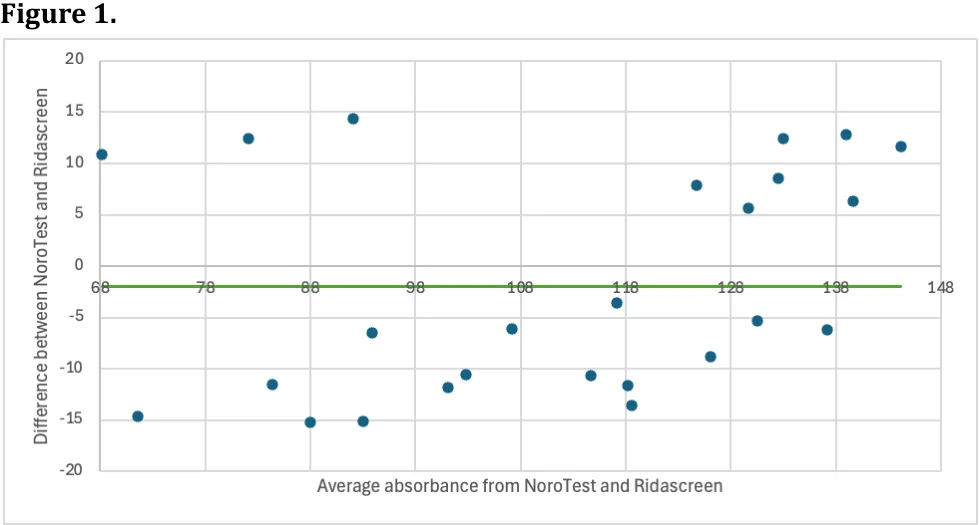 Figure 1.
20
15
10
5
0
68 78 88 98 108 118 128 138 148
-5
-10
-15
-20
Difference between NoroTest and Ridascreen
Average absorbance from NoroTest and Ridascreen